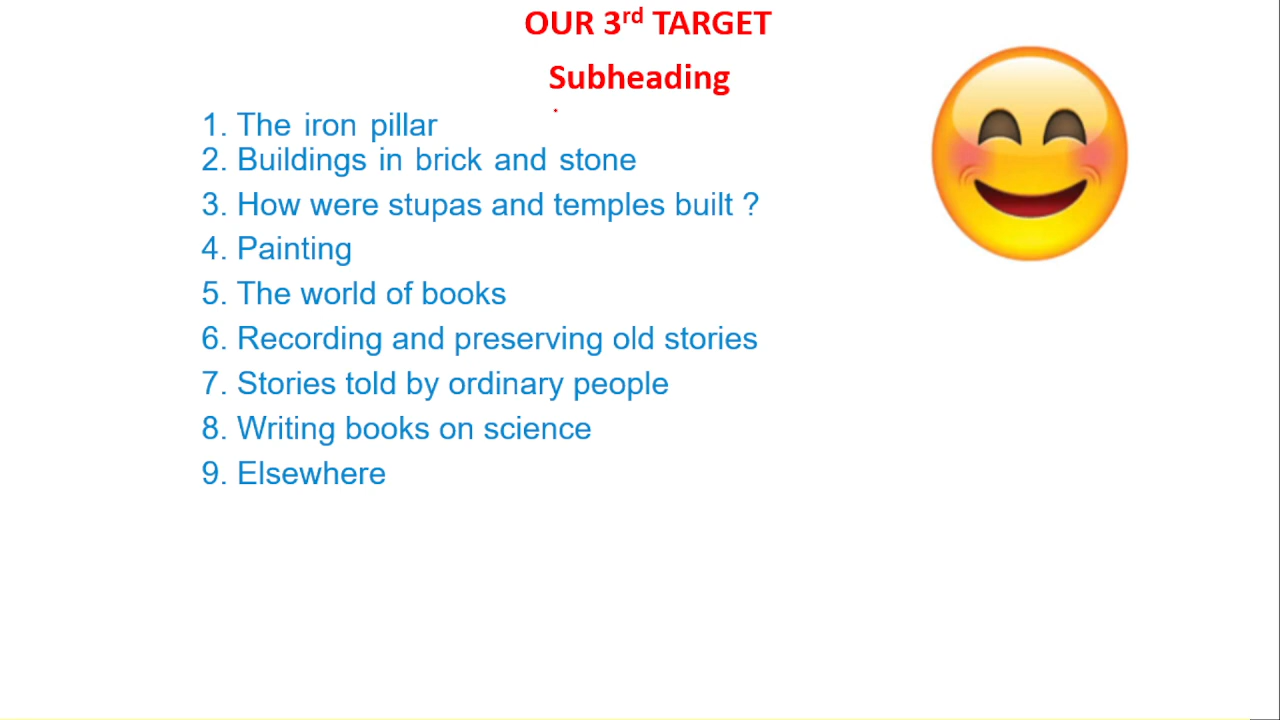 OUR 3rd TARGET
Subheading
1. The iron pillar
2. Buildings in brick and stone
3. How were stupas and temples built ?
4. Painting
5. The world of books
6. Recording and preserving old stories
7. Stories told by ordinary people
8. Writing books on science
9. Elsewhere